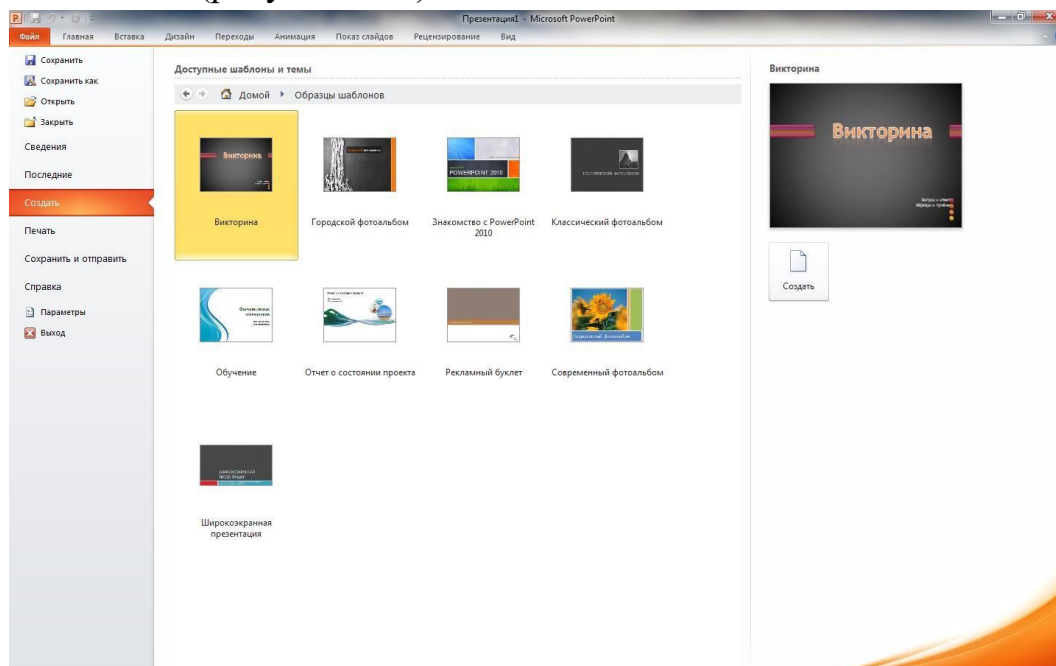 Презентация1 - Microsoft PowerPoint
Файл Главная Вставка Дизайн Переходы Анимация Показ слайдов Рецензирование Вид
Сохранить
Сохранить как
Открыть
Закрыть
Сведения
Последние
Создать
Печать
Сохранить и отправить
Справка
Параметры
Выход
Доступные шаблоны и темы
Домой Образцы шаблонов
Викторина
POWERPOINT 2010
Викторина
Городской фотоальбом
Знакомство с PowerPoint
2010
Классический фотоальбом
Современный фотоальбом
Обучение
Отчет о состоянии проекта
Рекламный буклет
Современный фотоальбом
Широкоэкранная
презентация
Викторина
Викторина
Создать